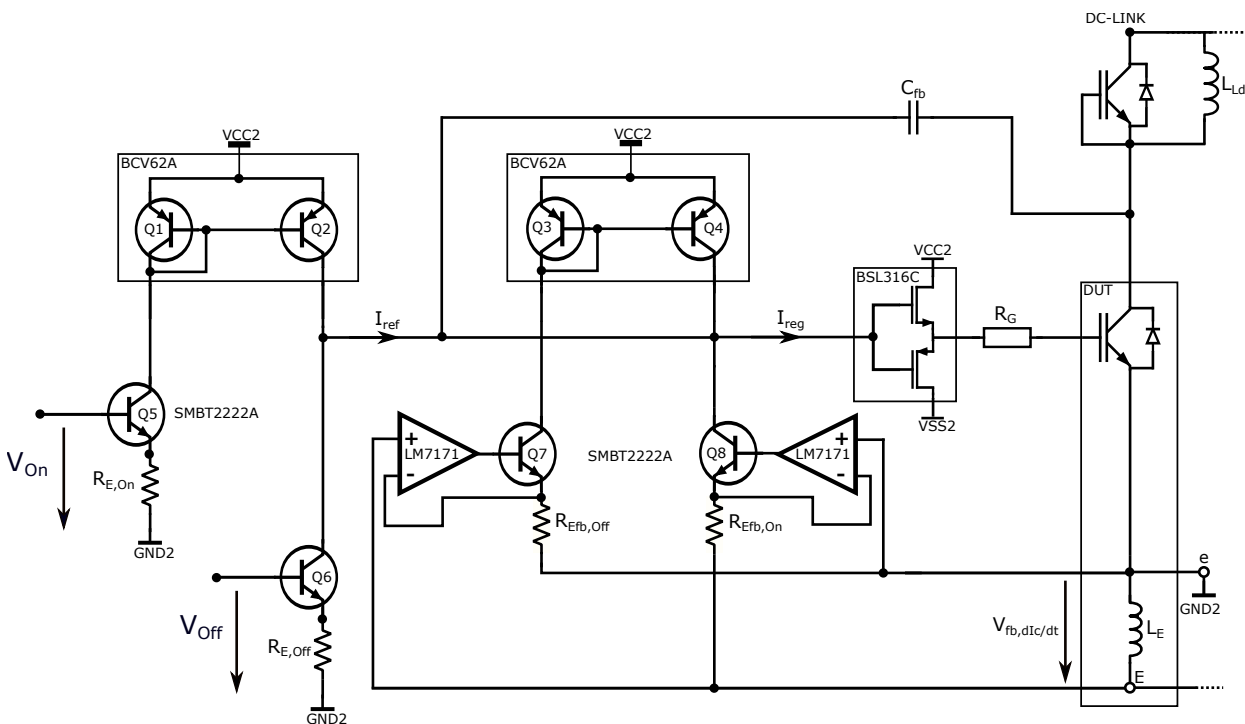 DC-LINK
L_Ld
C_fb
VCC2
BCV62A
Q1
Q2
VCC2
BCV62A
Q3
Q4
VCC2
BSL316C
DUT
I_ref
I_reg
R_G
VSS2
Q5
SMBT2222A
V_On
R_E,On
GND2
LM7171
+
-
Q7
SMBT2222A
Q8
LM7171
+
-
R_Efb,Off
R_Efb,On
Q6
V_Off
R_E,Off
GND2
e
GND2
V_fb,dIc/dt
L_E
E